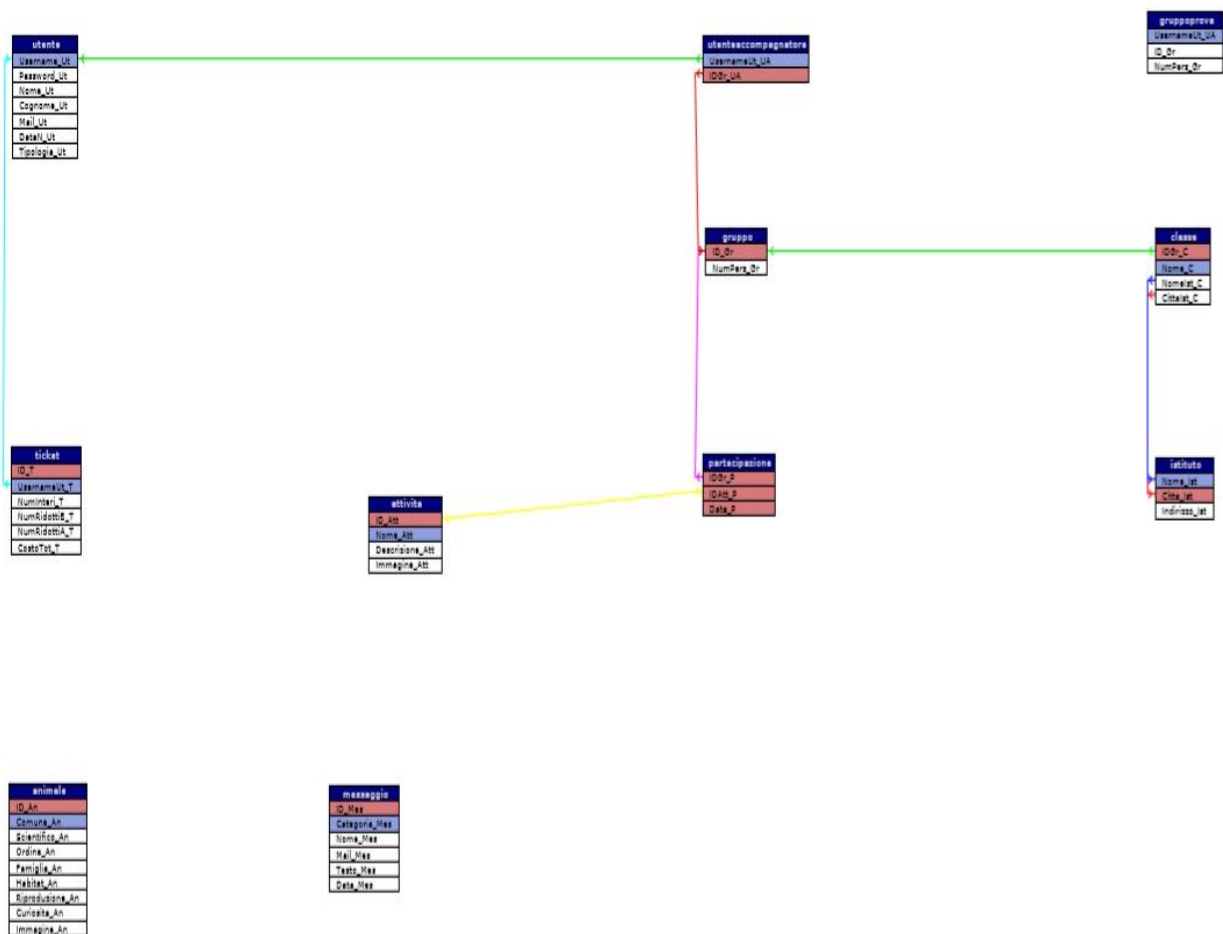 utente
Username_Ut
Password_Ut
Nome_Ut
Cognome_Ut
Mail_Ut
DataN_Ut
Tipologia_Ut
utenteaccompagnatore
UsernameUt_UA
IDGr_UA
gruppoprova
UsernameUt_UA
ID_Gr
NumPers_Gr
gruppo
ID_Gr
NumPers_Gr
classe
IDGr_C
Nome_C
NomeIst_C
CittaIst_C
ticket
ID_T
UsernameUt_T
NumInteri_T
NumRidottiB_T
NumRidottiA_T
CostoTot_T
attivita
ID_Att
Nome_Att
Descrizione_Att
Immagine_Att
partecipazione
IDGr_P
IDAtt_P
Data_P
istituto
Nome_Ist
Citta_Ist
Indirizzo_Ist
animale
ID_An
Comune_An
Scientifico_An
Ordine_An
Famiglia_An
Habitat_An
Riproduzione_An
Curiosita_An
Immagine_An
messaggio
ID_Mes
Categoria_Mes
Nome_Mes
Mail_Mes
Testo_Mes
Data_Mes